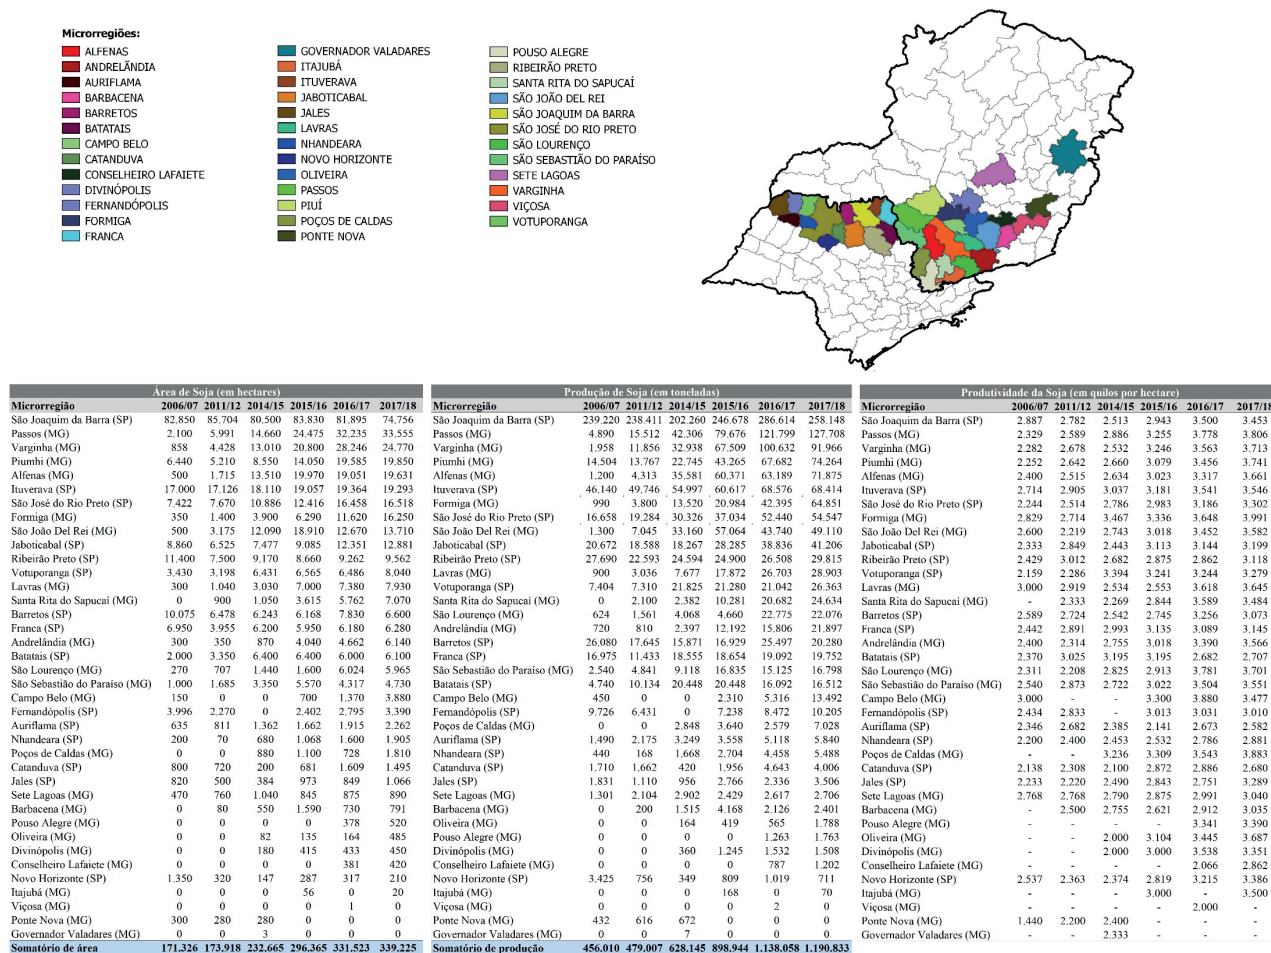 Microrregiões:
ALFENAS
ANDRELÃNDIA
AURIFLAMA
BARBACENA
BARRETOS
BATATAIS
CAMPO BELO
CATANDUVA
CONSELHEIRO LAFAIETE
DIVINÓPOLIS
FERNANDÓPOLIS
FORMIGA
FRANCA
GOVERNADOR VALADARES
ITAJUBÁ
ITUVERAVA
JABOTICABAL
JALES
LAVRAS
NHANDEARA
NOVO HORIZONTE
OLIVEIRA
PASSOS
PIUÍ
POÇOS DE CALDAS
PONTE NOVA
POUSO ALEGRE
RIBEIRÃO PRETO
SANTA RITA DO SAPUCAÍ
SÃO JOÃO DEL REI
SÃO JOAQUIM DA BARRA
SÃO JOSÉ DO RIO PRETO
SÃO LOURENÇO
SÃO SEBASTIÃO DO PARAÍSO
SETE LAGOAS
VARGINHA
VIÇOSA
VOTUPORANGA
Área de Soja (em hectares)
Microrregião 2006/07 2011/12 2014/15 2015/16 2016/17 2017/18
São Joaquim da Barra (SP) 82.850 85.704 80.500 83.830 81.895 74.756
Passos (MG) 2.100 5.991 14.660 24.475 32.235 33.555
Varginha (MG) 858 4.428 13.010 20.800 28.246 24.770
Piumhi (MG) 6.440 5.210 8.550 14.050 19.585 19.850
Alfenas (MG) 500 1.715 13.510 19.970 19.051 19.631
Ituverava (SP) 17.000 17.126 18.110 19.057 19.364 19.293
São José do Rio Preto (SP) 7.422 7.670 10.886 12.416 16.458 16.518
Formiga (MG) 350 1.400 3.900 6.290 11.620 16.250
São João Del Rei (MG) 500 3.175 12.090 18.910 12.670 13.710
Jaboticabal (SP) 8.860 6.525 7.477 9.085 12.351 12.881
Ribeirão Preto (SP) 11.400 7.500 9.170 8.660 9.262 9.562
Votuporanga (SP) 3.430 3.198 6.431 6.565 6.486 8.040
Lavras (MG) 300 1.040 3.030 7.000 7.380 7.930
Santa Rita do Sapucaí (MG) 0 900 1.050 3.615 5.762 7.070
Barretos (SP) 10.075 6.478 6.243 6.168 7.830 6.600
Franca (SP) 6.950 3.955 6.200 5.950 6.180 6.280
Andrelândia (MG) 300 350 870 4.040 4.662 6.140
Batatais (SP) 2.000 3.350 6.400 6.400 6.000 6.100
São Lourenço (MG) 270 707 1.440 1.600 6.024 5.965
São Sebastião do Paraíso (MG) 1.000 1.685 3.350 5.570 4.317 4.730
Campo Belo (MG) 150 0 0 700 1.370 3.880
Fernandópolis (SP) 3.996 2.270 0 2.402 2.795 3.390
Auriflama (SP) 635 811 1.362 1.662 1.915 2.262
Nhandeara (SP) 200 70 680 1.068 1.600 1.905
Poços de Caldas (MG) 0 0 880 1.100 728 1.810
Catanduva (SP) 800 720 200 681 1.609 1.495
Jales (SP) 820 500 384 973 849 1.066
Sete Lagoas (MG) 470 760 1.040 845 875 890
Barbacena (MG) 0 80 550 1.590 730 791
Pouso Alegre (MG) 0 0 0 0 378 520
Oliveira (MG) 0 0 82 135 164 485
Divinópolis (MG) 0 0 180 415 433 450
Conselheiro Lafaiete (MG) 0 0 0 0 381 420
Novo Horizonte (SP) 1.350 320 147 287 317 210
Itajubá (MG) 0 0 0 56 0 20
Viçosa (MG) 0 0 0 0 1 0
Ponte Nova (MG) 300 280 280 0 0 0
Governador Valadares (MG) 0 0 3 0 0 0
Somatório de área 171.326 173.918 232.665 296.365 331.523 339.225
Produção de Soja (em toneladas)
Microrregião 2006/07 2011/12 2014/15 2015/16 2016/17 2017/18
São Joaquim da Barra (SP) 239.220 238.411 202.260 246.678 286.614 258.148
Passos (MG) 4.890 15.512 42.306 79.676 121.799 127.708
Varginha (MG) 1.958 11.856 32.938 67.509 100.632 91.966
Piumhi (MG) 14.504 13.767 22.745 43.265 67.682 74.264
Alfenas (MG) 1.200 4.313 35.581 60.371 63.189 71.875
Ituverava (SP) 46.140 49.746 54.997 60.617 68.576 68.414
Formiga (MG) 990 3.800 13.520 20.984 42.395 64.851
São José do Rio Preto (SP) 16.658 19.284 30.326 37.034 52.440 54.547
São João Del Rei (MG) 1.300 7.045 33.160 57.064 43.740 49.110
Jaboticabal (SP) 20.672 18.588 18.267 28.285 38.836 41.206
Ribeirão Preto (SP) 27.690 22.593 24.594 24.900 26.508 29.815
Lavras (MG) 900 3.036 7.677 17.872 26.703 28.903
Votuporanga (SP) 7.404 7.310 21.825 21.280 21.042 26.363
Santa Rita do Sapucaí (MG) 0 2.100 2.382 10.281 20.682 24.634
São Lourenço (MG) 624 1.561 4.068 4.660 22.775 22.076
Andrelândia (MG) 720 810 2.397 12.192 15.806 21.897
Barretos (SP) 26.080 17.645 15.871 16.929 25.497 20.280
Franca (SP) 16.975 11.433 18.555 18.654 19.092 19.752
São Sebastião do Paraíso (MG) 2.540 4.841 9.118 16.835 15.125 16.798
Batatais (SP) 4.740 10.134 20.448 20.448 16.092 16.512
Campo Belo (MG) 450 0 0 2.310 5.316 13.492
Fernandópolis (SP) 9.726 6.431 0 7.238 8.472 10.205
Poços de Caldas (MG) 0 0 2.848 3.640 2.579 7.028
Auriflama (SP) 1.490 2.175 3.249 3.558 5.118 5.840
Nhandeara (SP) 440 168 1.668 2.704 4.458 5.488
Catanduva (SP) 1.710 1.662 420 1.956 4.643 4.006
Jales (SP) 1.831 1.110 956 2.766 2.336 3.506
Sete Lagoas (MG) 1.301 2.104 2.902 2.429 2.617 2.706
Barbacena (MG) 0 200 1.515 4.168 2.126 2.401
Oliveira (MG) 0 0 164 419 565 1.788
Pouso Alegre (MG) 0 0 0 0 1.263 1.763
Divinópolis (MG) 0 0 360 1.245 1.532 1.508
Conselheiro Lafaiete (MG) 0 0 0 0 787 1.202
Novo Horizonte (SP) 3.425 756 349 809 1.019 711
Itajubá (MG) 0 0 0 168 0 70
Viçosa (MG) 0 0 0 0 2 0
Ponte Nova (MG) 432 616 672 0 0 0
Governador Valadares (MG) 0 0 7 0 0 0
Somatório de produção 456.010 479.007 628.145 898.944 1.138.058 1.190.833
Produtividade da Soja (em quilos por hectare)
Microrregião 2006/07 2011/12 2014/15 2015/16 2016/17 2017/18
São Joaquim da Barra (SP) 2.887 2.782 2.513 2.943 3.500 3.453
Passos (MG) 2.329 2.589 2.886 3.255 3.778 3.806
Varginha (MG) 2.282 2.678 2.532 3.246 3.563 3.713
Piumhi (MG) 2.252 2.642 2.660 3.079 3.456 3.741
Alfenas (MG) 2.400 2.515 2.634 3.023 3.317 3.661
Ituverava (SP) 2.714 2.905 3.037 3.181 3.541 3.546
São José do Rio Preto (SP) 2.244 2.514 2.786 2.983 3.186 3.302
Formiga (MG) 2.829 2.714 3.467 3.336 3.648 3.991
São João Del Rei (MG) 2.600 2.219 2.743 3.018 3.452 3.582
Jaboticabal (SP) 2.333 2.849 2.443 3.113 3.144 3.199
Ribeirão Preto (SP) 2.429 3.012 2.682 2.875 2.862 3.118
Votuporanga (SP) 2.159 2.286 3.394 3.241 3.244 3.279
Lavras (MG) 3.000 2.919 2.534 2.553 3.618 3.645
Santa Rita do Sapucaí (MG) - 2.333 2.269 2.844 3.589 3.484
Barretos (SP) 2.589 2.724 2.542 2.745 3.256 3.073
Franca (SP) 2.442 2.891 2.993 3.135 3.089 3.145
Andrelândia (MG) 2.400 2.314 2.755 3.018 3.390 3.566
Batatais (SP) 2.370 3.025 3.195 3.195 2.682 2.707
São Lourenço (MG) 2.311 2.208 2.825 2.913 3.781 3.701
São Sebastião do Paraíso (MG) 2.540 2.873 2.722 3.022 3.504 3.551
Campo Belo (MG) 3.000 - - 3.300 3.880 3.477
Fernandópolis (SP) 2.434 2.833 - 3.013 3.031 3.010
Auriflama (SP) 2.346 2.682 2.385 2.141 2.673 2.582
Nhandeara (SP) 2.200 2.400 2.453 2.532 2.786 2.881
Poços de Caldas (MG) - - 3.236 3.309 3.543 3.883
Catanduva (SP) 2.138 2.308 2.100 2.872 2.886 2.680
Jales (SP) 2.233 2.220 2.490 2.843 2.751 3.289
Sete Lagoas (MG) 2.768 2.768 2.790 2.875 2.991 3.040
Barbacena (MG) - 2.500 2.755 2.621 2.912 3.035
Pouso Alegre (MG) - - - - 3.341 3.390
Oliveira (MG) - - 2.000 3.104 3.445 3.687
Divinópolis (MG) - - 2.000 3.000 3.538 3.351
Conselheiro Lafaiete (MG) - - - - 2.066 2.862
Novo Horizonte (SP) 2.537 2.363 2.374 2.819 3.215 3.386
Itajubá (MG) - - - 3.000 - 3.500
Viçosa (MG) - - - - 2.000 -
Ponte Nova (MG) 1.440 2.200 2.400 - - -
Governador Valadares (MG) - - 2.333 - - -